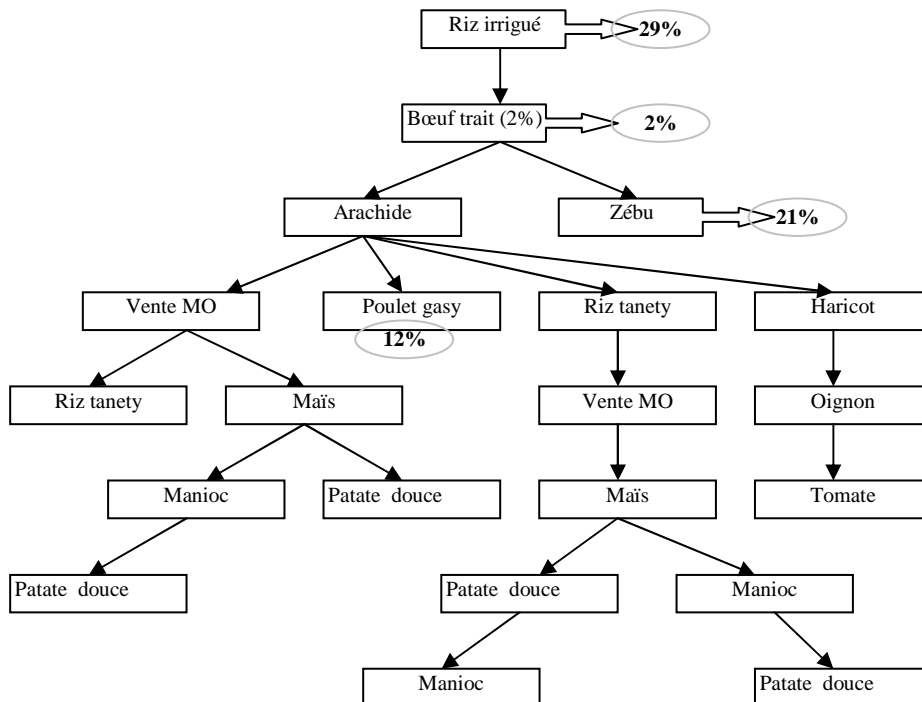 Riz irrigué
29%
Bœuf trait (2%)
2%
Arachide
Zébu
21%
Vente MO
Poulet gasy
Riz tanety
Haricot
12%
Riz tanety
Maïs
Vente MO
Oignon
Manioc
Patate douce
Maïs
Tomate
Patate douce
Patate douce
Manioc
Manioc
Patate douce